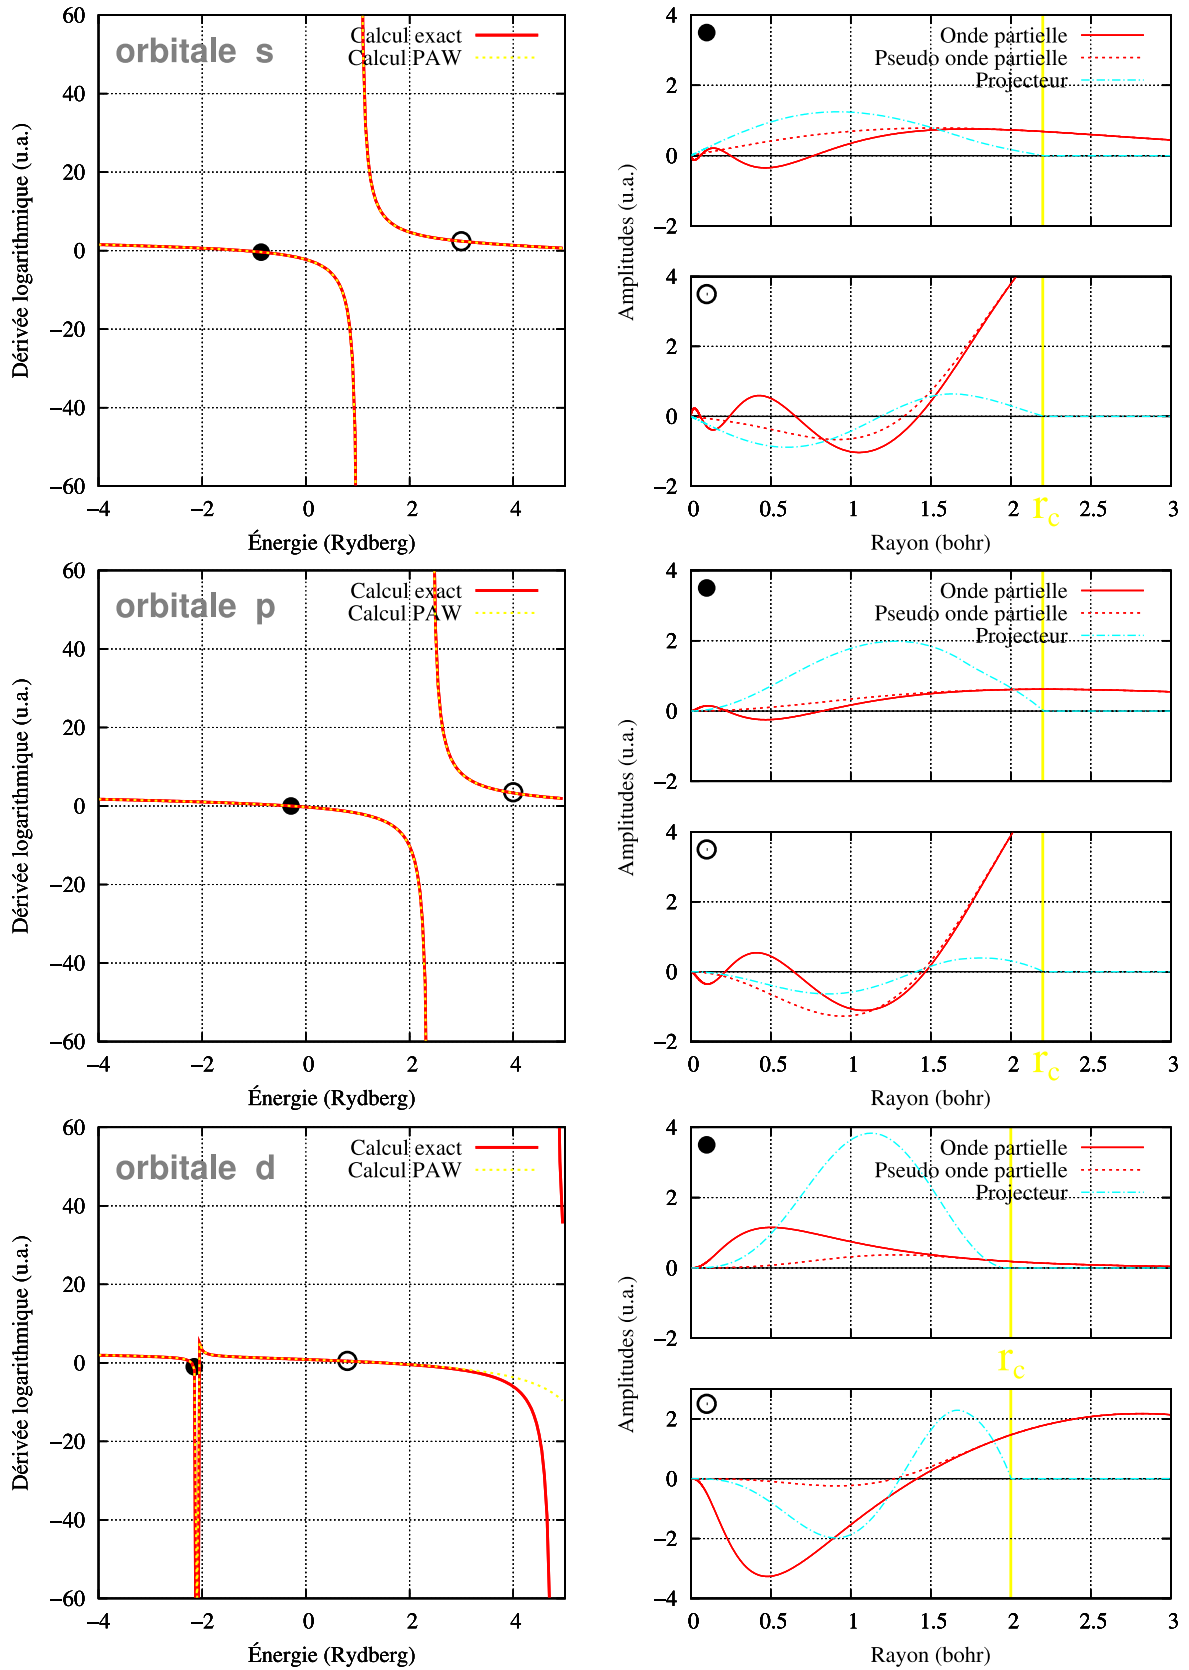 orbitale s
Calcul exact
Calcul PAW
60
40
20
0
−20
−40
−60
−4
−2
0
2
4
Dérivée logarithmique (u.a.)
Énergie (Rydberg)
Onde partielle
Pseudo onde partielle
Projecteur
4
2
0
−2
4
2
0
−2
0
0.5
1
1.5
2
2.5
3
r_c
Amplitudes (u.a.)
Rayon (bohr)
orbitale p
Calcul exact
Calcul PAW
60
40
20
0
−20
−40
−60
−4
−2
0
2
4
Dérivée logarithmique (u.a.)
Énergie (Rydberg)
Onde partielle
Pseudo onde partielle
Projecteur
4
2
0
−2
4
2
0
−2
0
0.5
1
1.5
2
2.5
3
r_c
Amplitudes (u.a.)
Rayon (bohr)
orbitale d
Calcul exact
Calcul PAW
60
40
20
0
−20
−40
−60
−4
−2
0
2
4
Dérivée logarithmique (u.a.)
Énergie (Rydberg)
Onde partielle
Pseudo onde partielle
Projecteur
4
2
0
−2
r_c
2
0
−2
−4
0
0.5
1
1.5
2
2.5
3
Amplitudes (u.a.)
Rayon (bohr)